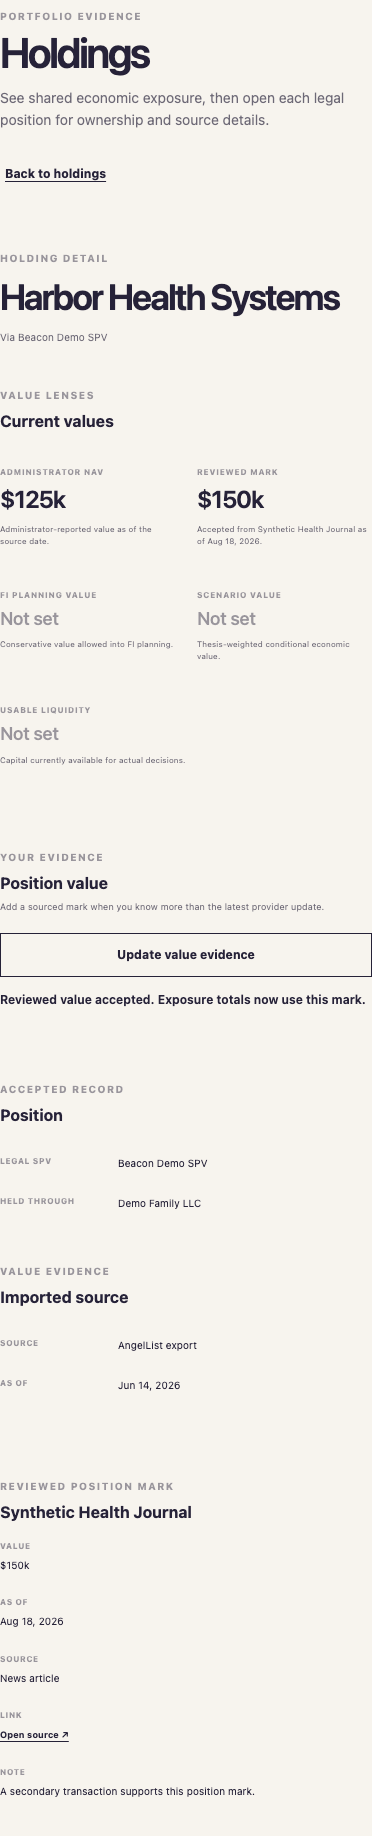 PORTFOLIO EVIDENCE
Holdings
See shared economic exposure, then open each legal
position for ownership and source details.
Back to holdings
HOLDING DETAIL
Harbor Health Systems
Via Beacon Demo SPV
VALUE LENSES
Current values
ADMINISTRATOR NAV
$125k
Administrator-reported value as of the
source date.
REVIEWED MARK
$150k
Accepted from Synthetic Health Journal as
of Aug 18, 2026.
FI PLANNING VALUE
Not set
Conservative value allowed into FI planning.
SCENARIO VALUE
Not set
Thesis-weighted conditional economic
value.
USABLE LIQUIDITY
Not set
Capital currently available for actual decisions.
YOUR EVIDENCE
Position value
Add a sourced mark when you know more than the latest provider update.
Update value evidence
Reviewed value accepted. Exposure totals now use this mark.
ACCEPTED RECORD
Position
LEGAL SPV
Beacon Demo SPV
HELD THROUGH
Demo Family LLC
VALUE EVIDENCE
Imported source
SOURCE
AngelList export
AS OF
Jun 14, 2026
REVIEWED POSITION MARK
Synthetic Health Journal
VALUE
$150k
AS OF
Aug 18, 2026
SOURCE
News article
LINK
Open source ↗
NOTE
A secondary transaction supports this position mark.